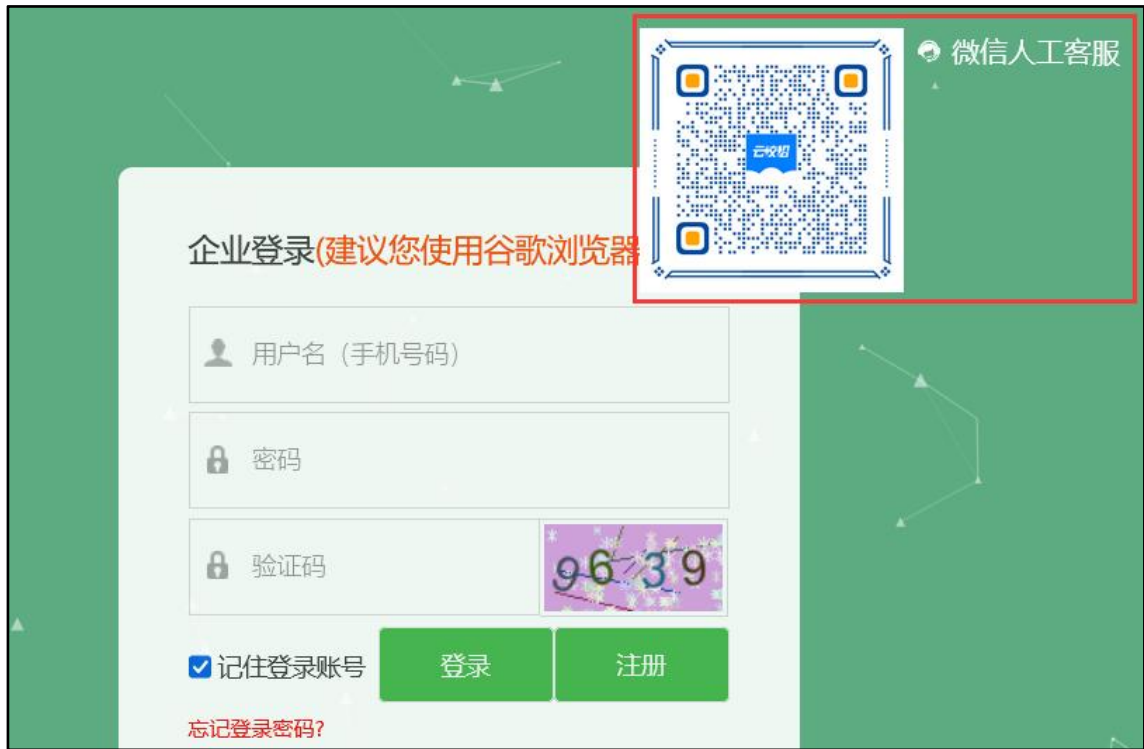 微信人工客服
云校招
企业登录(建议您使用谷歌浏览器
用户名（手机号码）
密码
验证码
9639
记住登录账号
登录
注册
忘记登录密码?